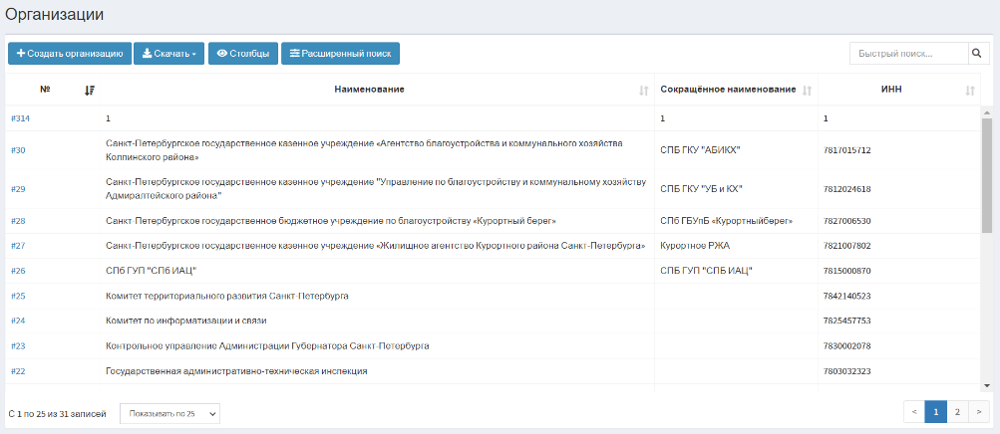 Организации
Создать организацию Скачать Столбцы Расширенный поиск Быстрый поиск...
№ Наименование Сокращённое наименование ИНН
#314 1 1 1
#30 Санкт-Петербургское государственное казенное учреждение «Агентство благоустройства и коммунального хозяйства
Колпинского района» СПБ ГКУ "АБИКХ" 7817015712
#29 Санкт-Петербургское государственное казенное учреждение "Управление по благоустройству и коммунальному хозяйству
Адмиралтейского района" СПБ ГКУ "УБ и КХ" 7812024618
#28 Санкт-Петербургское государственное бюджетное учреждение по благоустройству «Курортный берег» СПб ГБУпБ «Курортныйберег» 7827006530
#27 Санкт-Петербургское государственное казенное учреждение «Жилищное агентство Курортного района Санкт-Петербурга» Курортное РЖА 7821007802
#26 СПб ГУП "СПб ИАЦ" СПБ ГУП "СПБ ИАЦ" 7815000870
#25 Комитет территориального развития Санкт-Петербурга 7842140523
#24 Комитет по информатизации и связи 7825457753
#23 Контрольное управление Администрации Губернатора Санкт-Петербурга 7830002078
#22 Государственная административно-техническая инспекция 7803032323
С 1 по 25 из 31 записей Показывать по 25 < 1 2 >